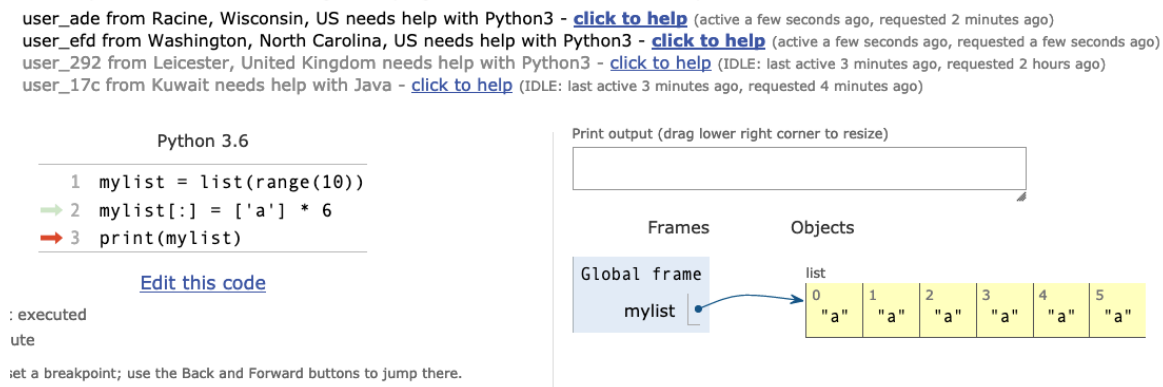 user_ade from Racine, Wisconsin, US needs help with Python3 - click to help (active a few seconds ago, requested 2 minutes ago)
user_efd from Washington, North Carolina, US needs help with Python3 - click to help (active a few seconds ago, requested a few seconds ago)
user_292 from Leicester, United Kingdom needs help with Python3 - click to help (IDLE: last active 3 minutes ago, requested 2 hours ago)
user_17c from Kuwait needs help with Java - click to help (IDLE: last active 3 minutes ago, requested 4 minutes ago)
Python 3.6
1 mylist = list(range(10))
2 mylist[:] = ['a'] * 6
3 print(mylist)
Edit this code
: executed
ute
set a breakpoint; use the Back and Forward buttons to jump there.
Print output (drag lower right corner to resize)
Frames Objects
Global frame
mylist
list
0 1 2 3 4 5
"a" "a" "a" "a" "a" "a"